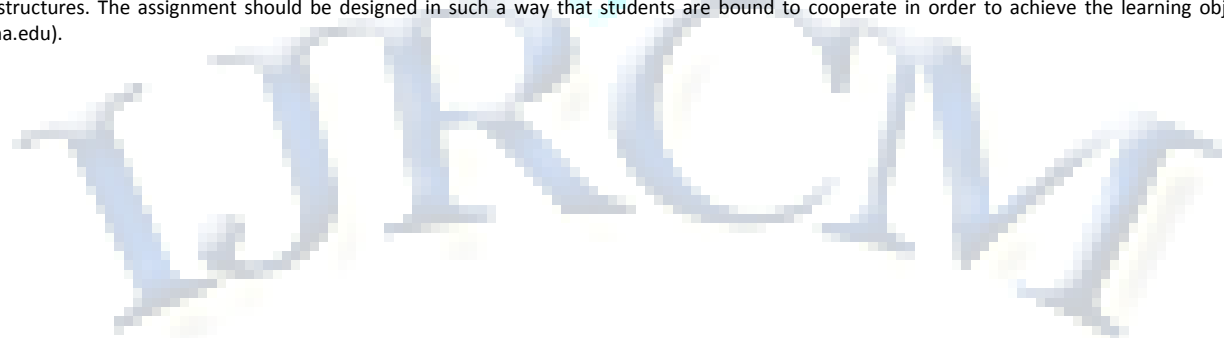 structures. The assignment should be designed in such a way that students are bound to cooperate in order to achieve the learning obj
na.edu).
IJRCM